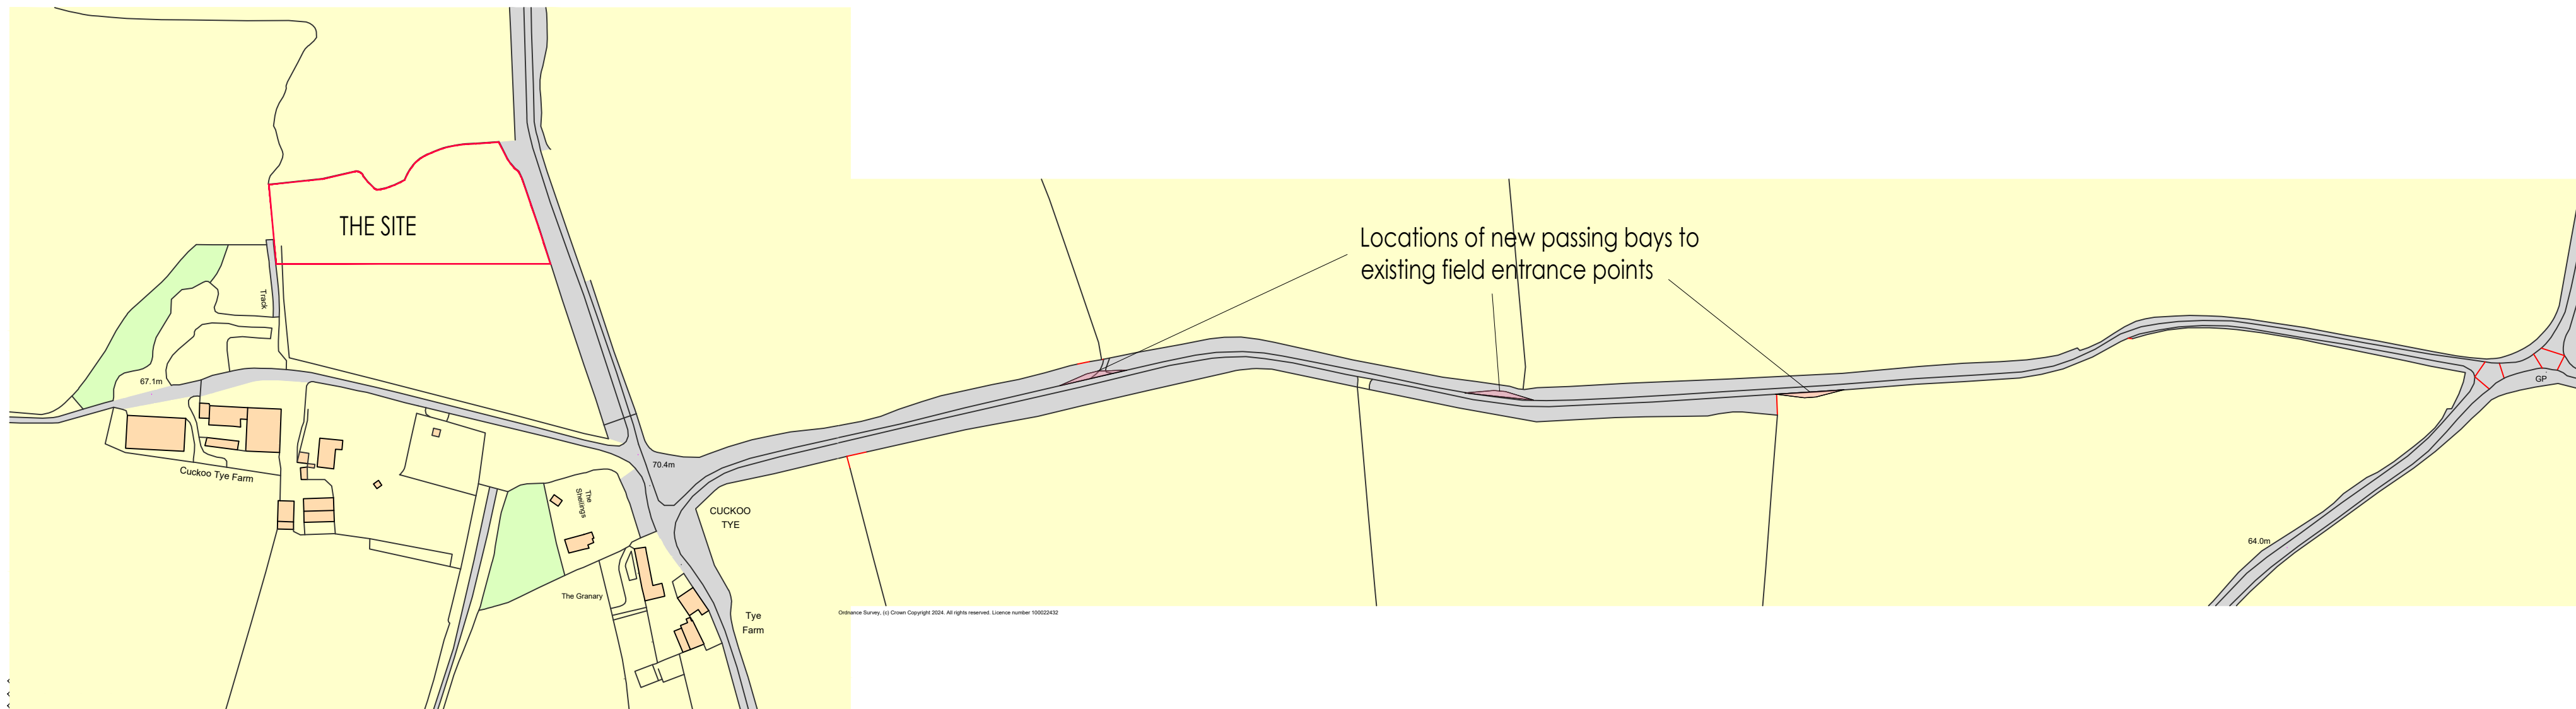 THE SITE
Locations of new passing bays to
existing field entrance points
Track
67.1m
GP
Cuckoo Tye Farm
70.4m
The
Sheilings
CUCKOO
TYE
64.0m
The Granary
Ordnance Survey, (c) Crown Copyright 2024. All rights reserved. Licence number 100022432
Tye
Farm